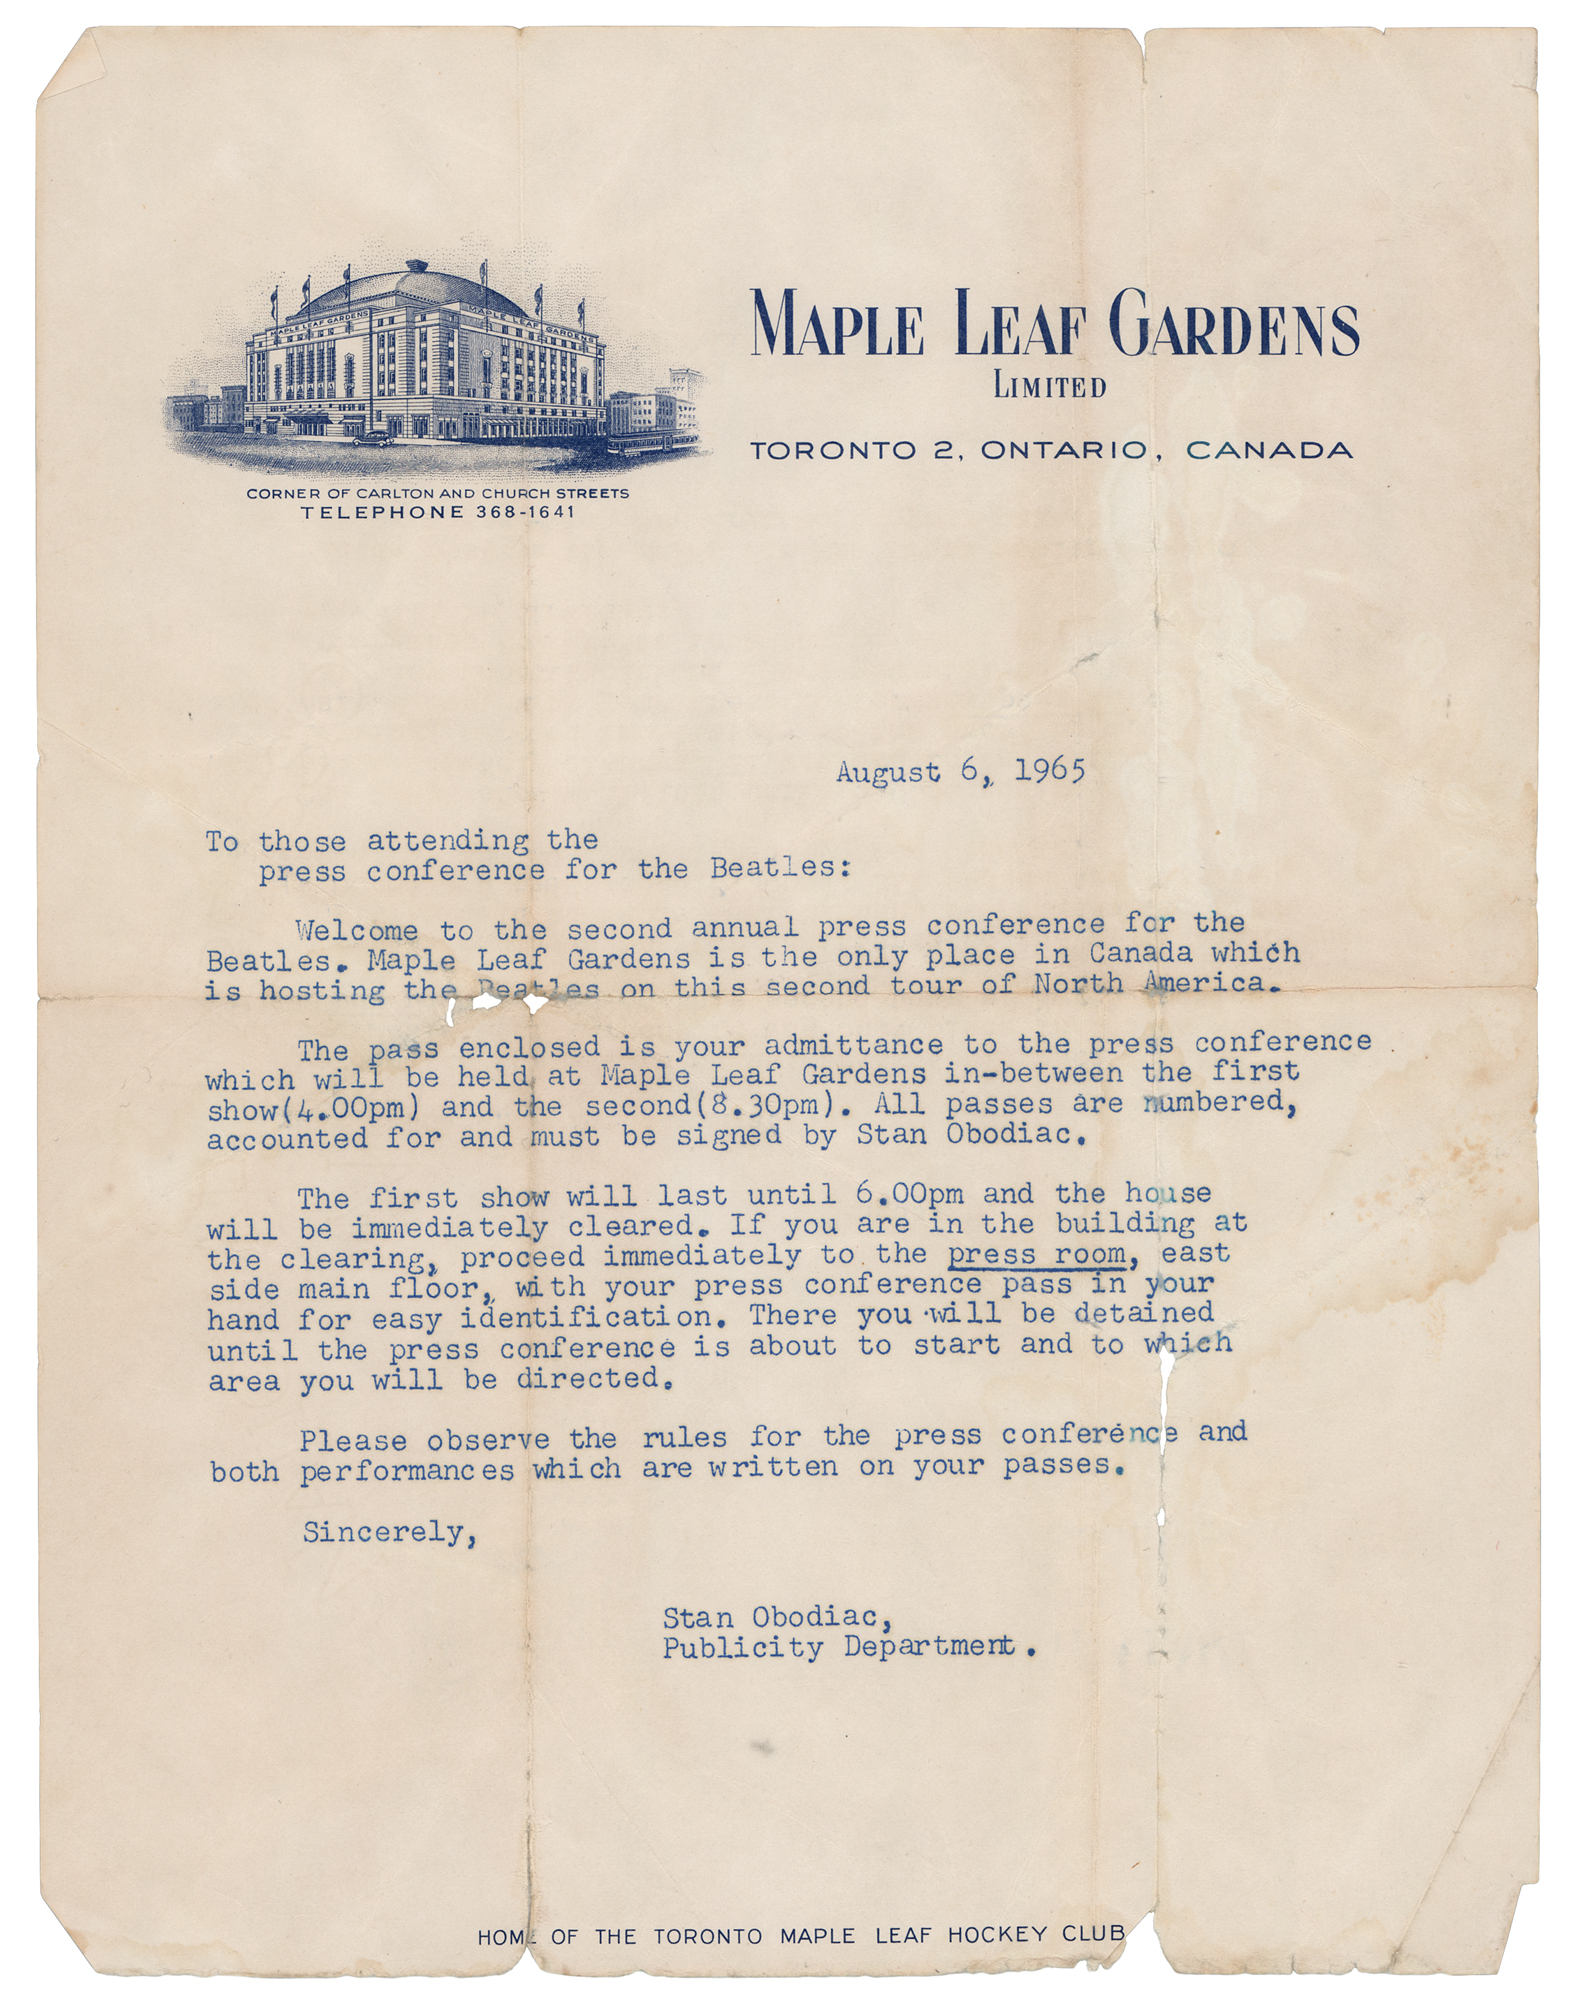 MAPLE LEAF GARDENS
MAPLE LEAF GARDENS
MAPLE LEAF GARDENS
LIMITED
TORONTO 2, ONTARIO, CANADA
CORNER OF CARLTON AND CHURCH STREETS
TELEPHONE 368-1641
August 6, 1965
To those attending the
press conference for the Beatles:
Welcome to the second annual press conference for the
Beatles. Maple Leaf Gardens is the only place in Canada which
is hosting the Beatles on this second tour of North America.
The pass enclosed is your admittance to the press conference
which will be held at Maple Leaf Gardens in-between the first
show(4.00pm) and the second(8.30pm). All passes are numbered,
accounted for and must be signed by Stan Obodiac.
The first show will last until 6.00pm and the house
will be immediately cleared. If you are in the building at
the clearing, proceed immediately to the press room, east
side main floor, with your press conference pass in your
hand for easy identification. There you will be detained
until the press conference is about to start and to which
area you will be directed.
Please observe the rules for the press conference and
both performances which are written on your passes.
Sincerely,
Stan Obodiac,
Publicity Department.
HOME OF THE TORONTO MAPLE LEAF HOCKEY CLUB